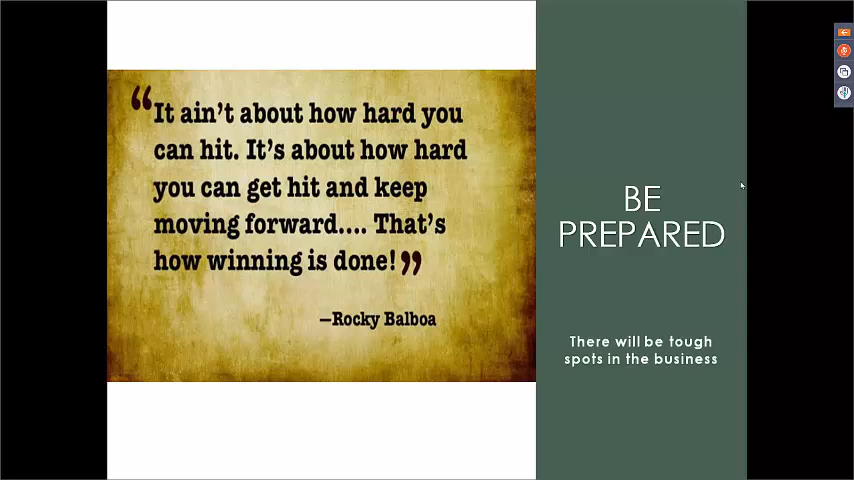 “It ain’t about how hard you
can hit. It’s about how hard
you can get hit and keep
moving forward.... That’s
how winning is done!”
—Rocky Balboa
BE
PREPARED
There will be tough
spots in the business